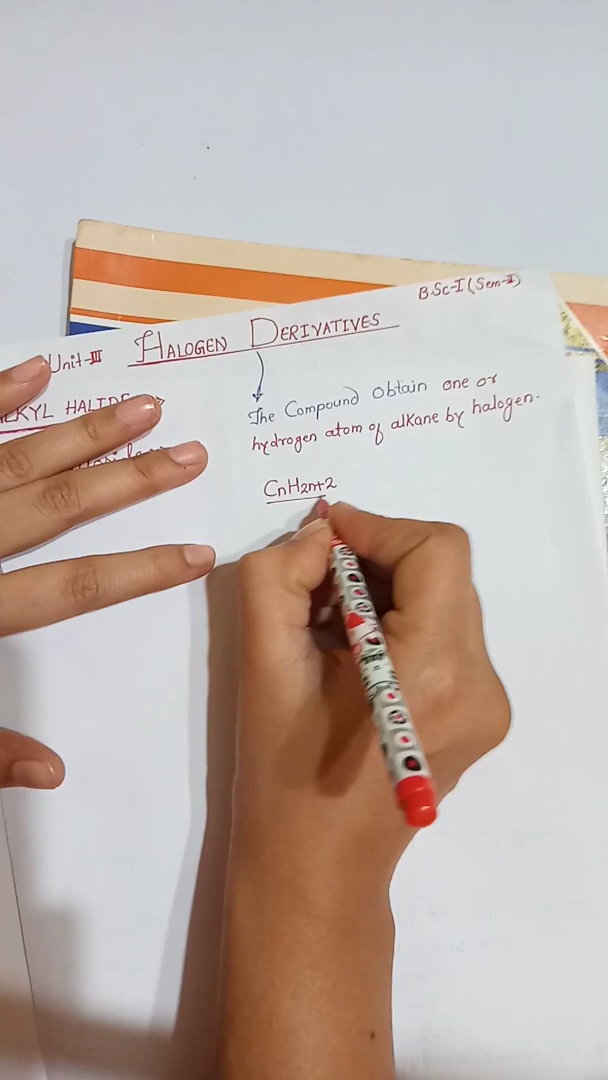 B.Sc-I (Sem-II)
Unit-III HALOGEN DERIVATIVES
The Compound Obtain one or
hydrogen atom of alkane by halogen.
CnH2n+2